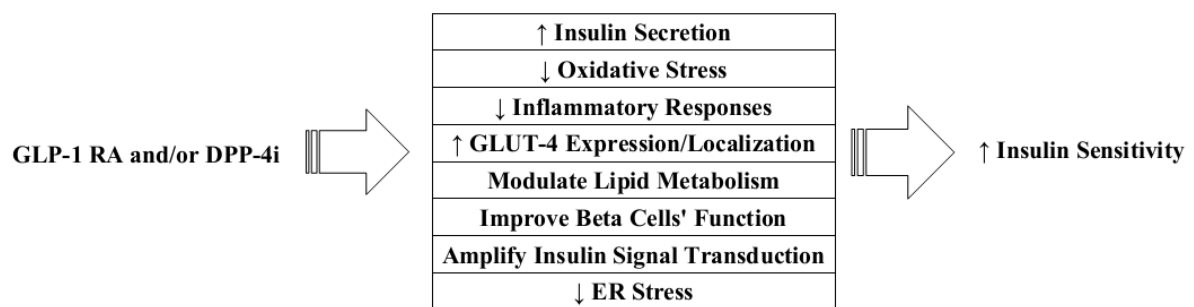 GLP-1 RA and/or DPP-4i
↑ Insulin Secretion
↓ Oxidative Stress
↓ Inflammatory Responses
↑ GLUT-4 Expression/Localization
Modulate Lipid Metabolism
Improve Beta Cells' Function
Amplify Insulin Signal Transduction
↓ ER Stress
↑ Insulin Sensitivity